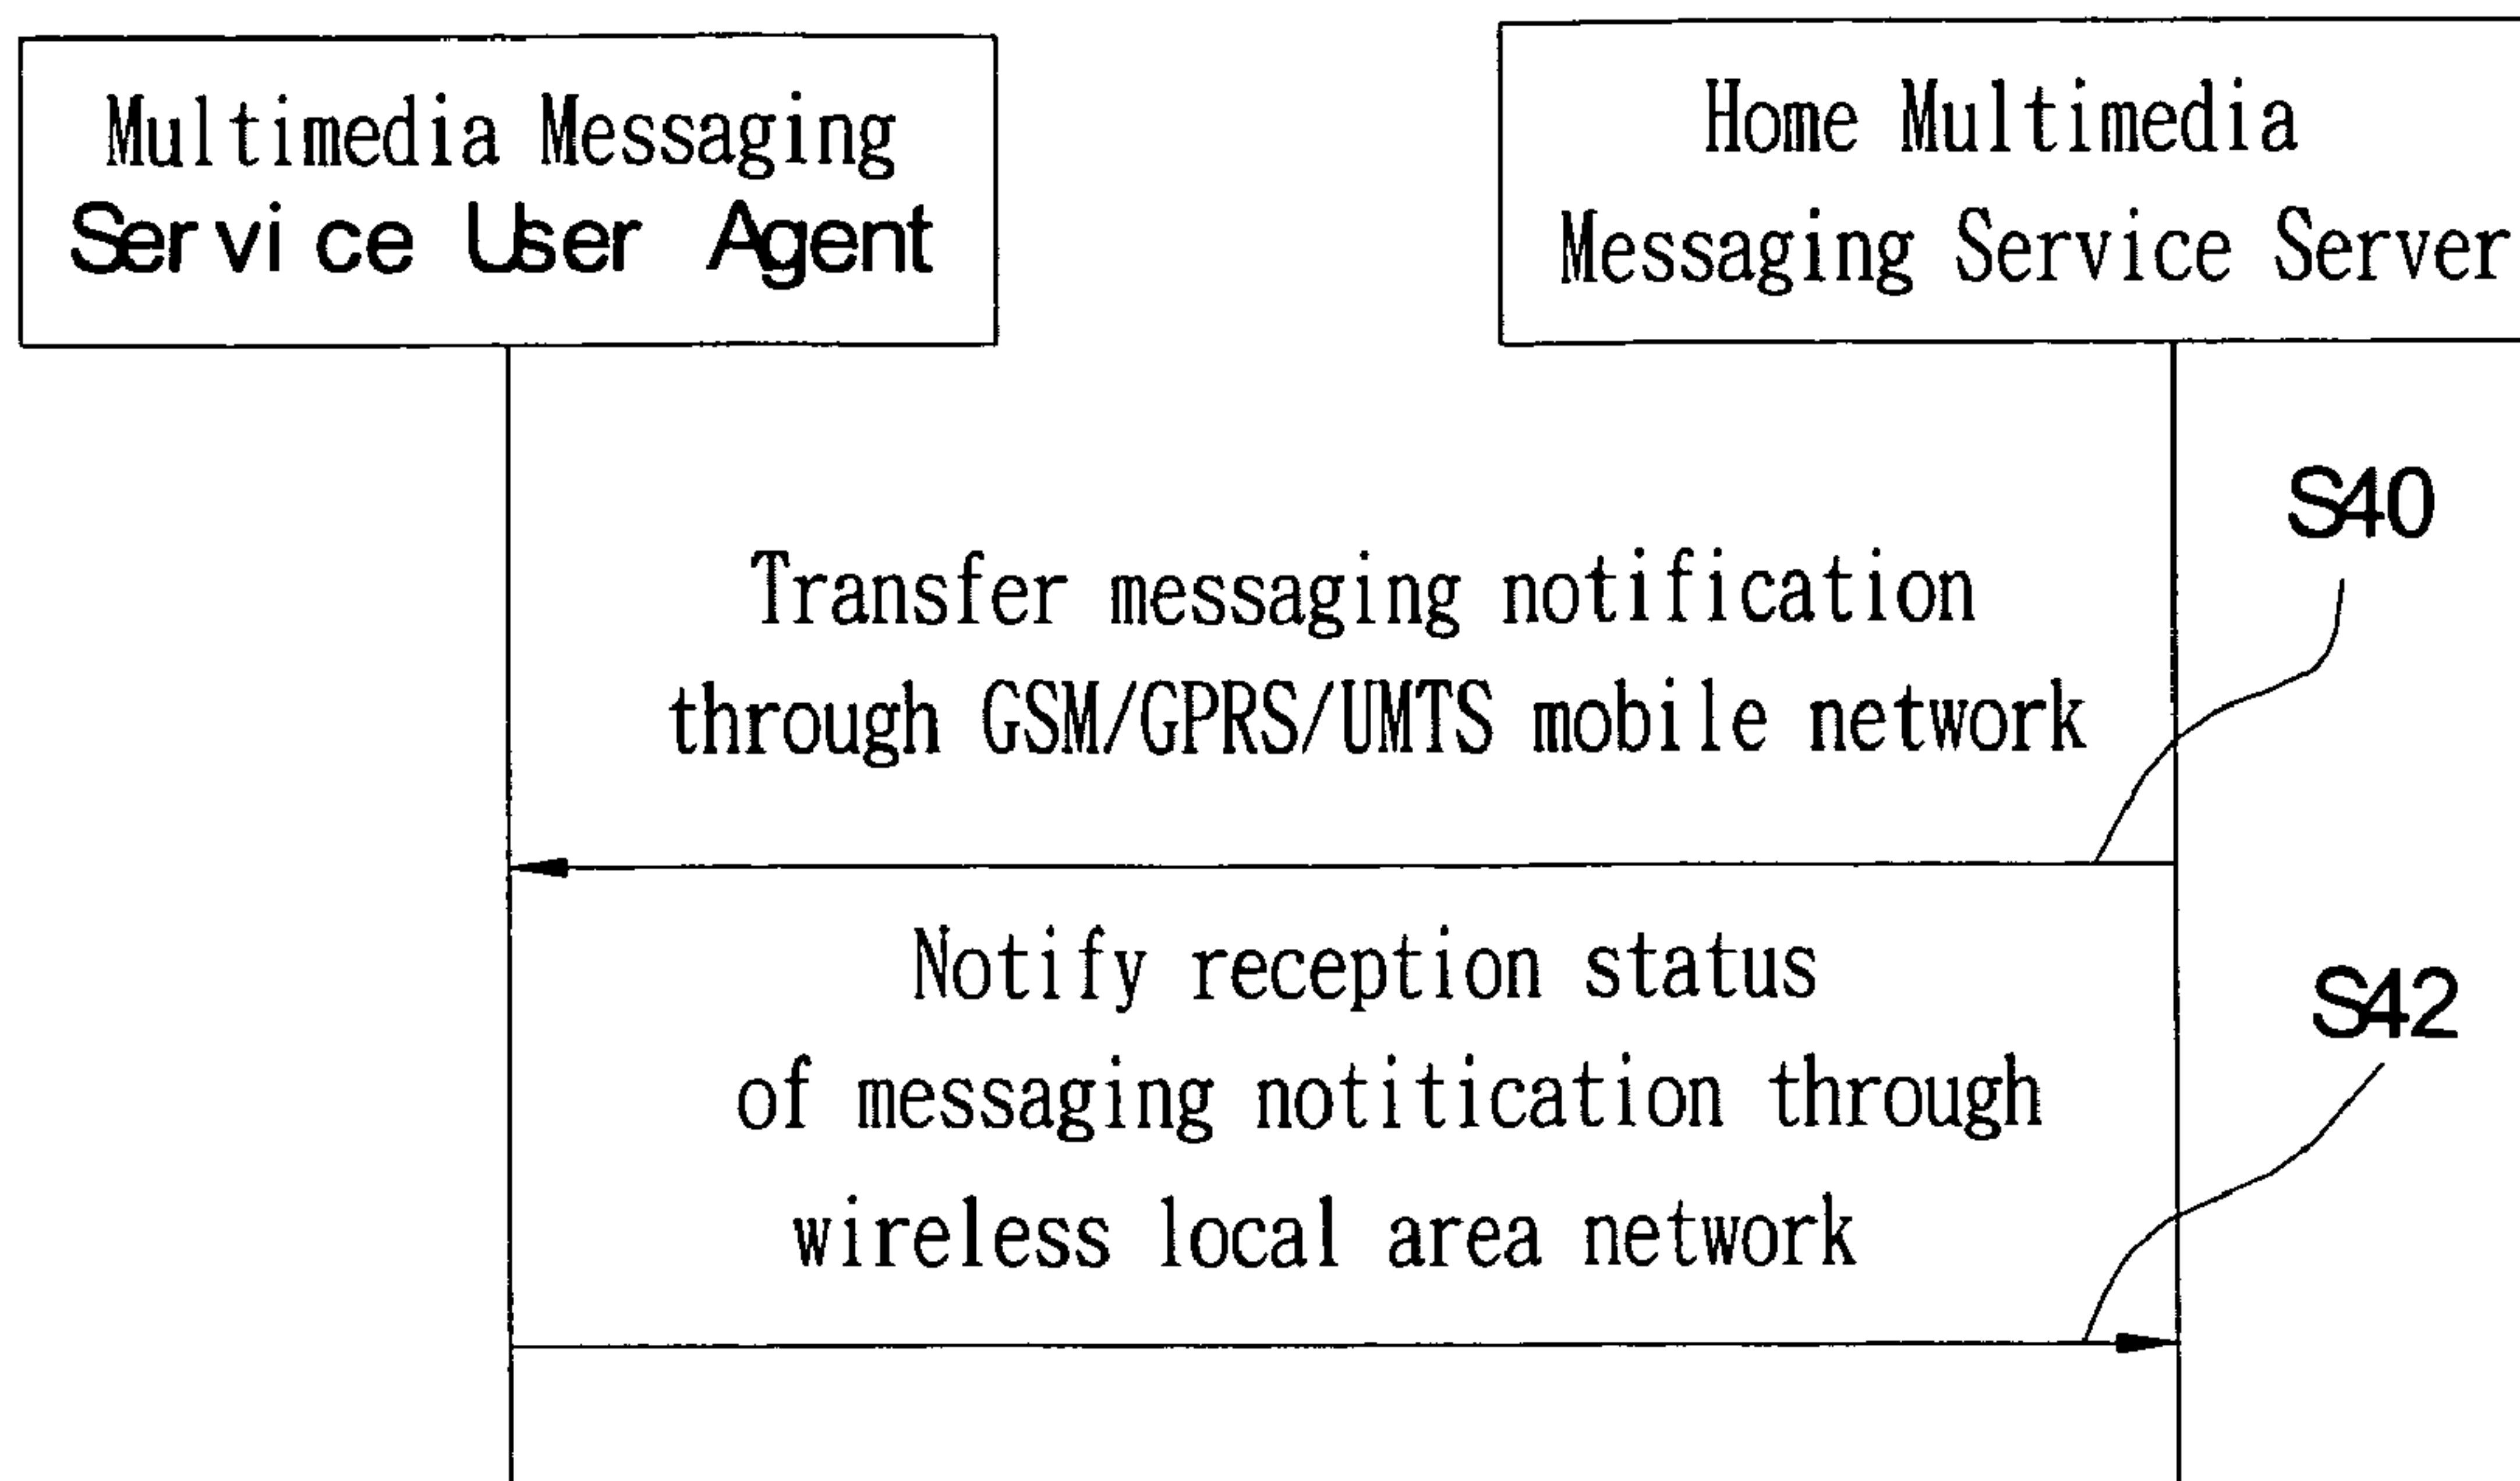 Multimedia Messaging
Service User Agent
Home Multimedia
Messaging Service Server
S40
Transfer messaging notification
through GSM/GPRS/UMTS mobile network
Notify reception status
S42
of messaging notitication through
wireless local area network